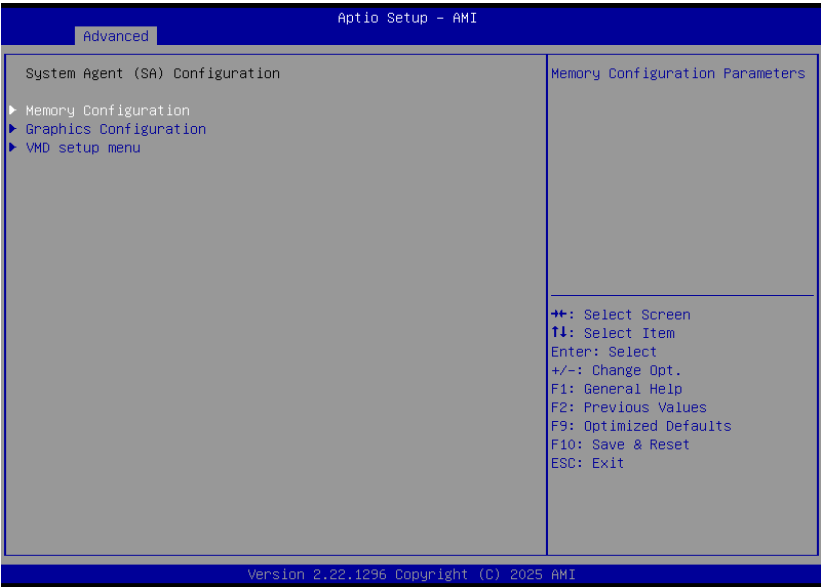 Aptio Setup – AMI
Advanced
System Agent (SA) Configuration
▶ Memory Configuration
▶ Graphics Configuration
▶ VMD setup menu
Memory Configuration Parameters
→←: Select Screen
↑↓: Select Item
Enter: Select
+/-: Change Opt.
F1: General Help
F2: Previous Values
F9: Optimized Defaults
F10: Save & Reset
ESC: Exit
Version 2.22.1296 Copyright (C) 2025 AMI